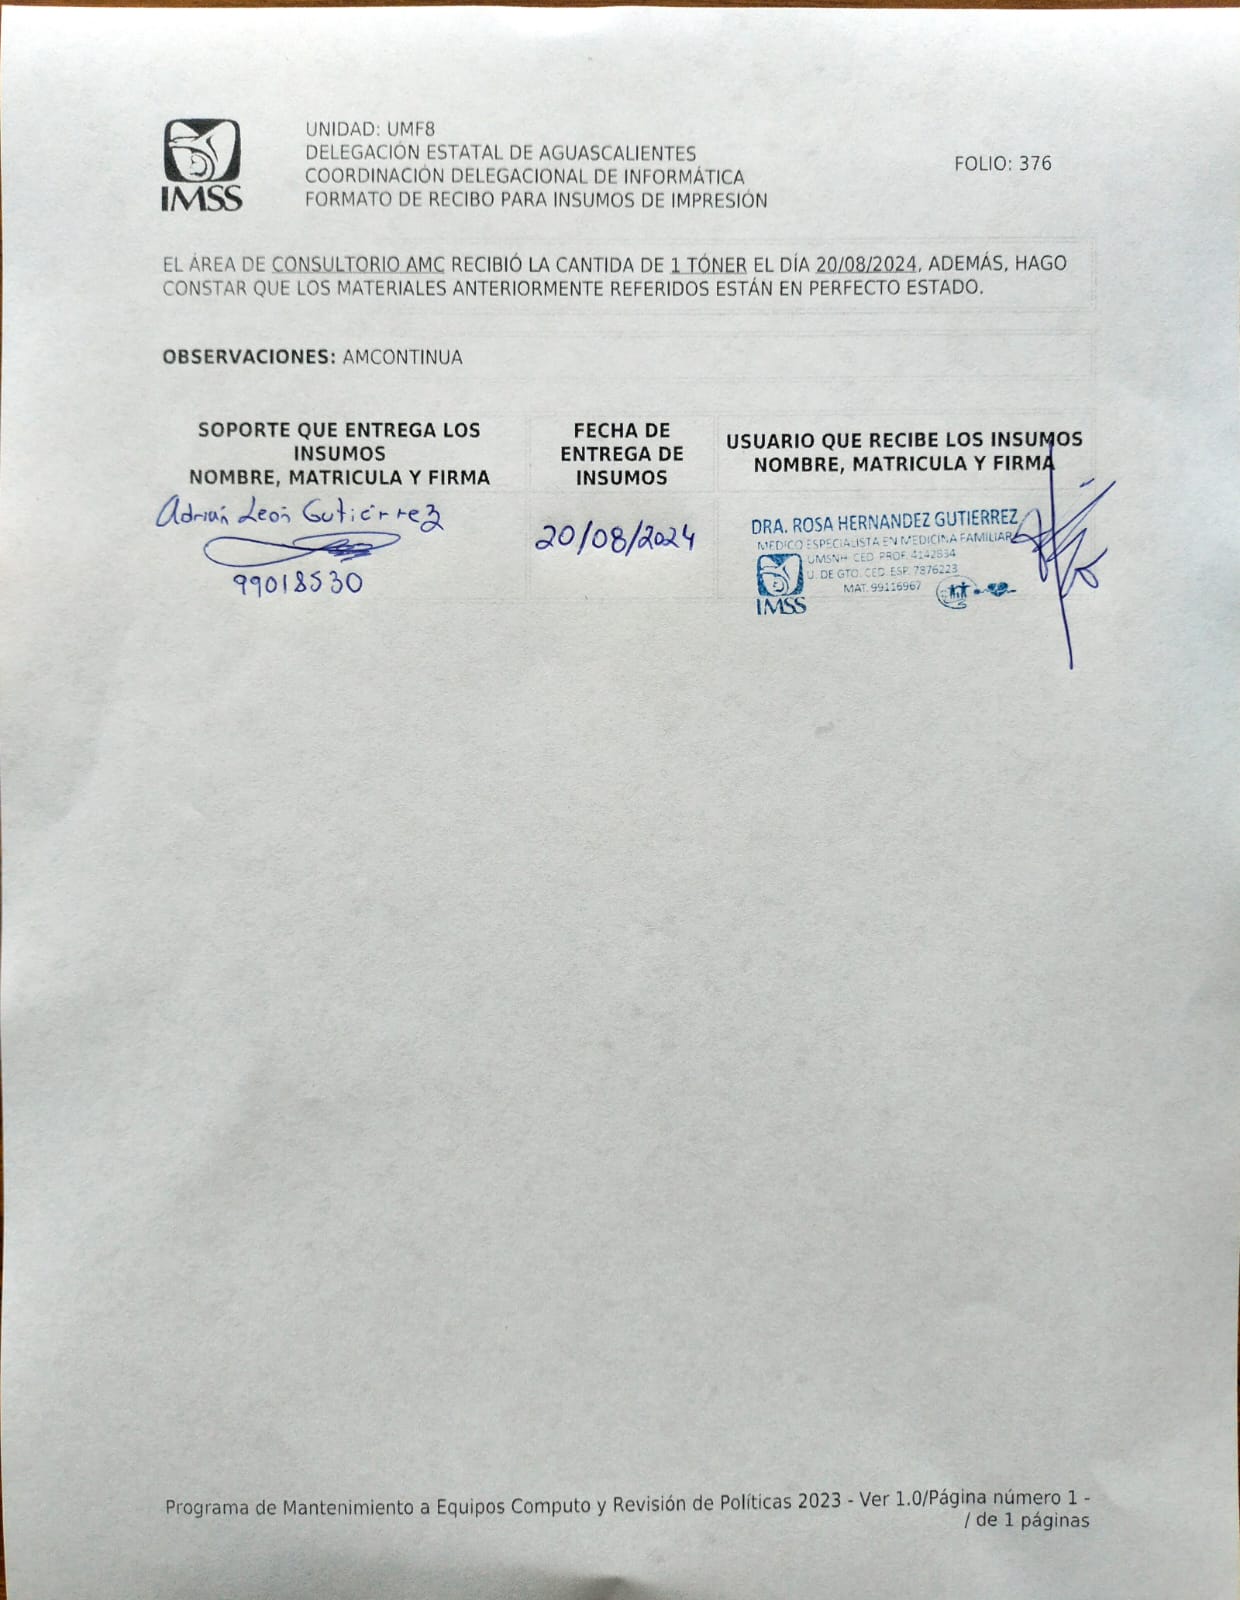 IMSS
UNIDAD: UMF8
DELEGACIÓN ESTATAL DE AGUASCALIENTES
COORDINACIÓN DELEGACIONAL DE INFORMÁTICA
FORMATO DE RECIBO PARA INSUMOS DE IMPRESIÓN
FOLIO: 376
EL ÁREA DE CONSULTORIO AMC RECIBIÓ LA CANTIDA DE 1 TÓNER EL DÍA 20/08/2024, ADEMÁS, HAGO
CONSTAR QUE LOS MATERIALES ANTERIORMENTE REFERIDOS ESTÁN EN PERFECTO ESTADO.
OBSERVACIONES: AMCONTINUA
SOPORTE QUE ENTREGA LOS
INSUMOS
NOMBRE, MATRICULA Y FIRMA
Adrián León Gutiérrez
99018530
FECHA DE
ENTREGA DE
INSUMOS
20/08/2024
USUARIO QUE RECIBE LOS INSUMOS
NOMBRE, MATRICULA Y FIRMA
DRA. ROSA HERNANDEZ GUTIERREZ
MEDICO ESPECIALISTA EN MEDICINA FAMILIAR
UMSNH- CED. PROF. 4142834
U. DE GTO. CED. ESP. 7876223
MAT. 99116967
IMSS
Programa de Mantenimiento a Equipos Computo y Revisión de Políticas 2023 - Ver 1.0/Página número 1 -
/ de 1 páginas